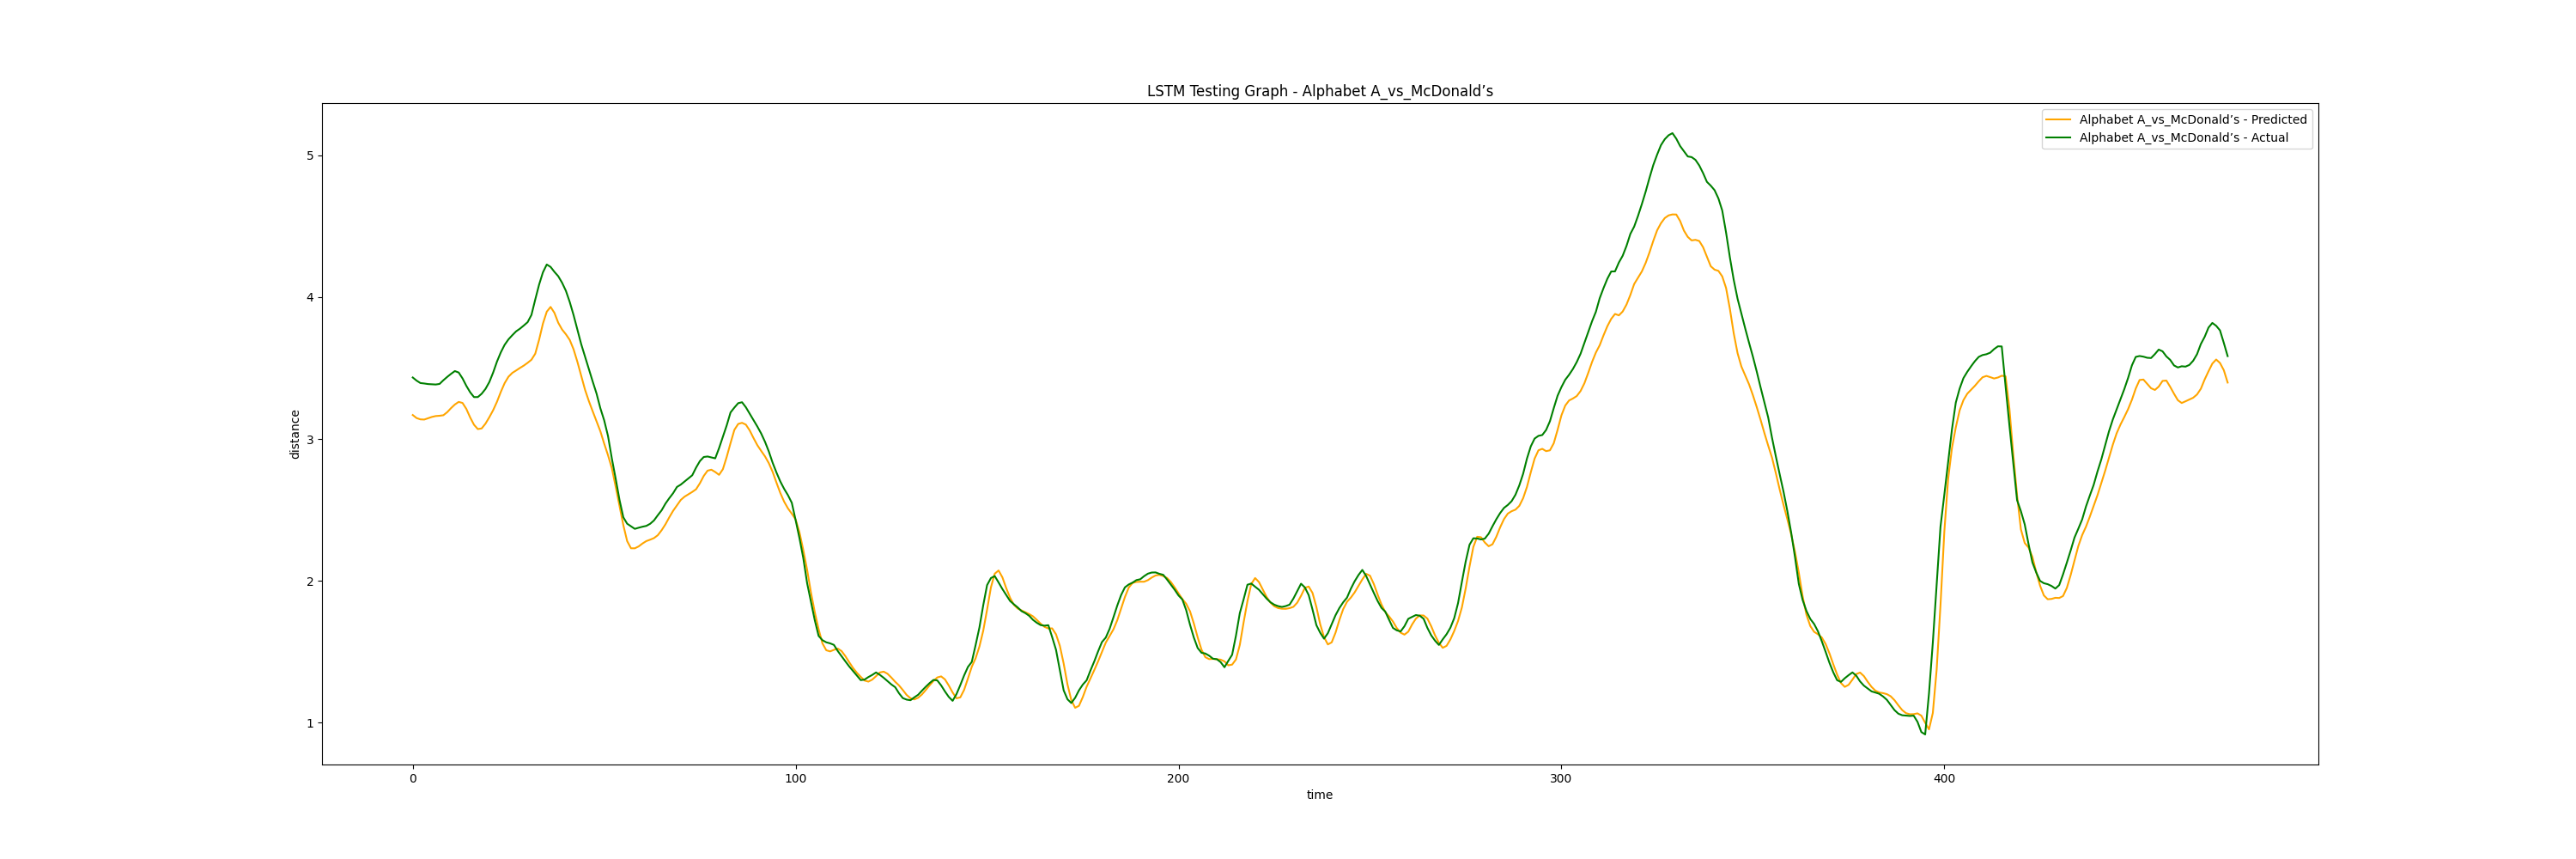 LSTM Testing Graph - Alphabet A_vs_McDonald’s
Alphabet A_vs_McDonald’s - Predicted
Alphabet A_vs_McDonald’s - Actual
5
4
3
2
1
distance
0 100 200 300 400
time